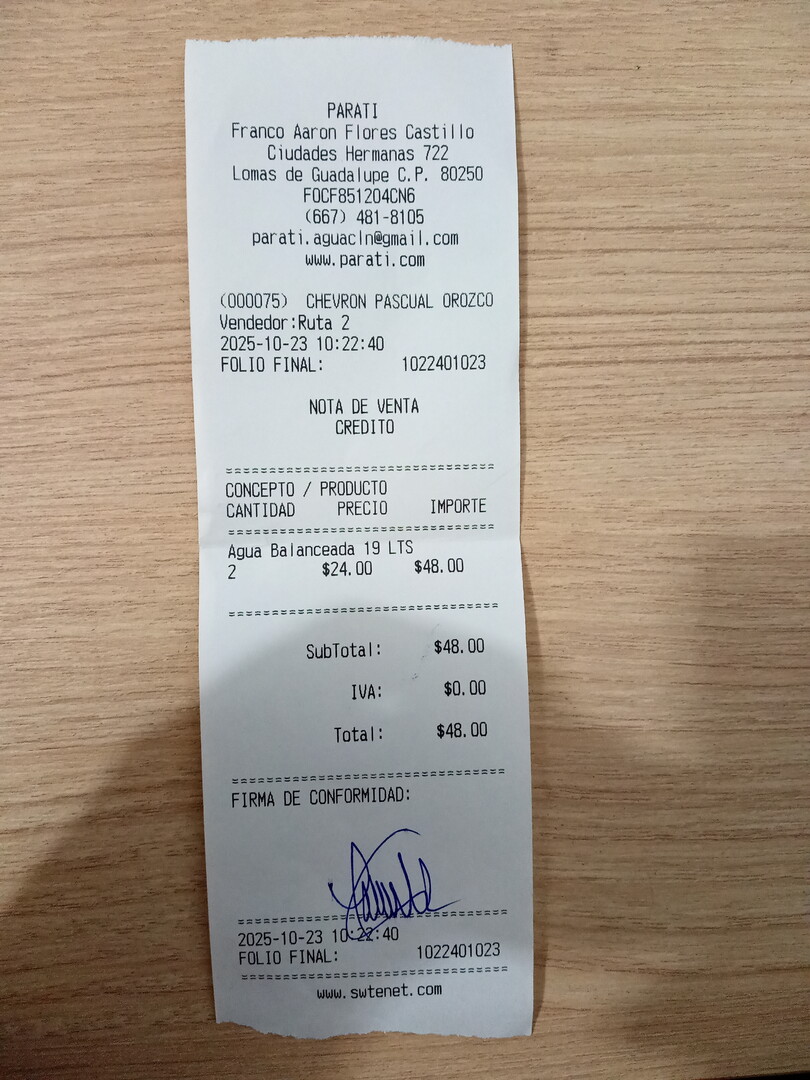 PARATI
Franco Aaron Flores Castillo
Ciudades Hermanas 722
Lomas de Guadalupe C.P. 80250
FOCF851204CN6
(667) 481-8105
parati.aguacln@gmail.com
www.parati.com
(000075) CHEVRON PASCUAL OROZCO
Vendedor:Ruta 2
2025-10-23 10:22:40
FOLIO FINAL: 1022401023
NOTA DE VENTA
CREDITO
================================
CONCEPTO / PRODUCTO
CANTIDAD PRECIO IMPORTE
================================
Agua Balanceada 19 LTS
2 $24.00 $48.00
================================
SubTotal: $48.00
IVA: $0.00
Total: $48.00
================================
FIRMA DE CONFORMIDAD:
================================
2025-10-23 10:22:40
FOLIO FINAL: 1022401023
================================
www.swtenet.com